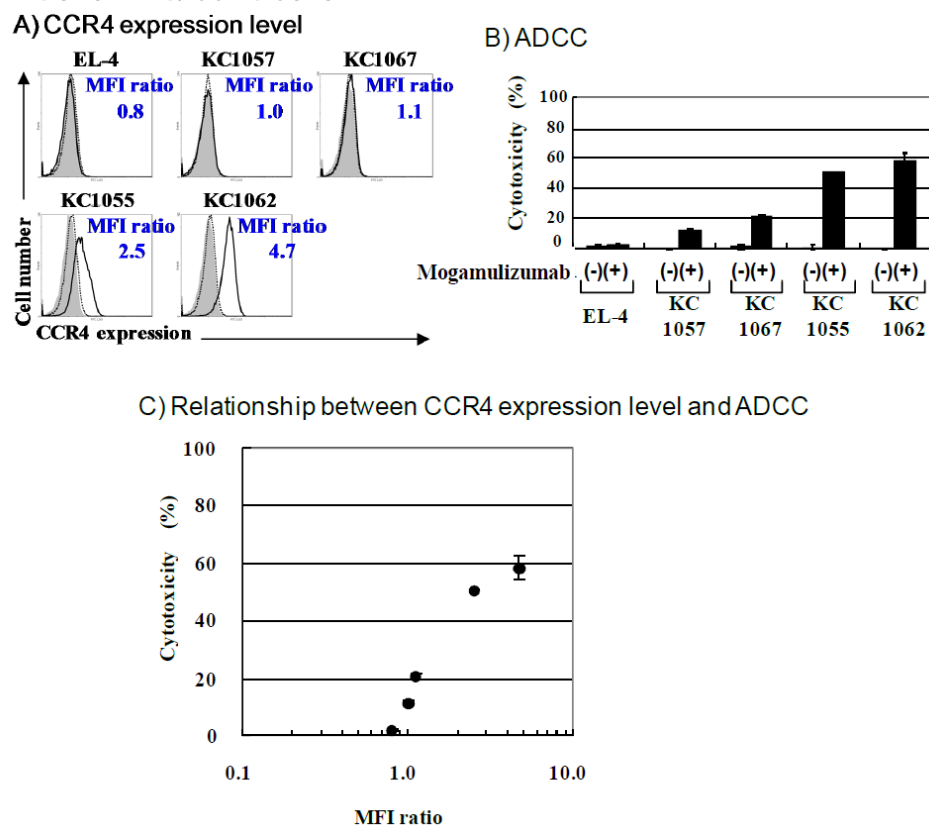 A) CCR4 expression level
EL-4 KC1057 KC1067
MFI ratio MFI ratio MFI ratio
0.8 1.0 1.1
KC1055 KC1062
MFI ratio MFI ratio
2.5 4.7
Cell number
CCR4 expression
B) ADCC
Cytotoxicity (%)
100
80
60
40
20
0
Mogamulizumab (-)(+) (-)(+) (-)(+) (-)(+) (-)(+)
EL-4 KC KC KC KC
1057 1067 1055 1062
C) Relationship between CCR4 expression level and ADCC
Cytotoxicity (%)
100
80
60
40
20
0
0.1 1.0 10.0
MFI ratio